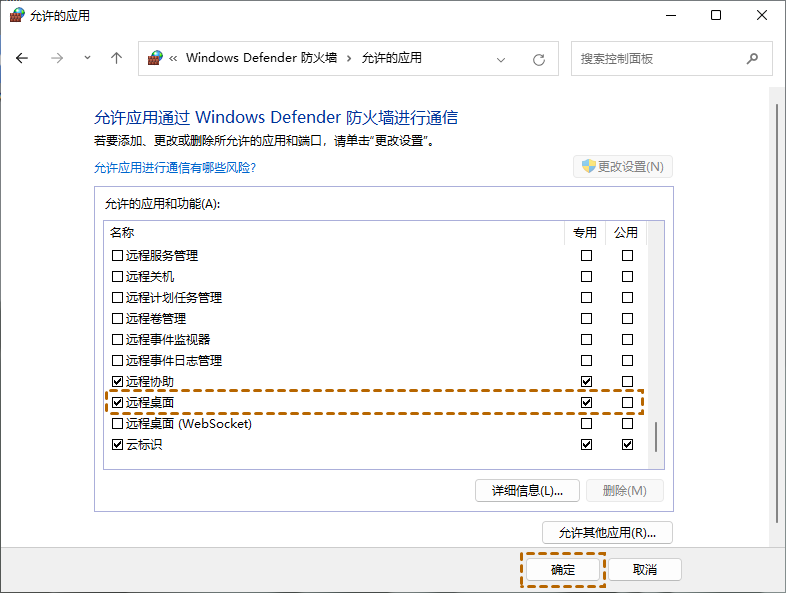 允许的应用
« Windows Defender 防火墙 › 允许的应用
搜索控制面板
允许应用通过 Windows Defender 防火墙进行通信
若要添加、更改或删除所允许的应用和端口，请单击“更改设置”。
允许应用进行通信有哪些风险?
更改设置(N)
允许的应用和功能(A):
名称 专用 公用
远程服务管理
远程关机
远程计划任务管理
远程卷管理
远程事件监视器
远程事件日志管理
远程协助
远程桌面
远程桌面 (WebSocket)
云标识
详细信息(L)... 删除(M)
允许其他应用(R)...
确定 取消